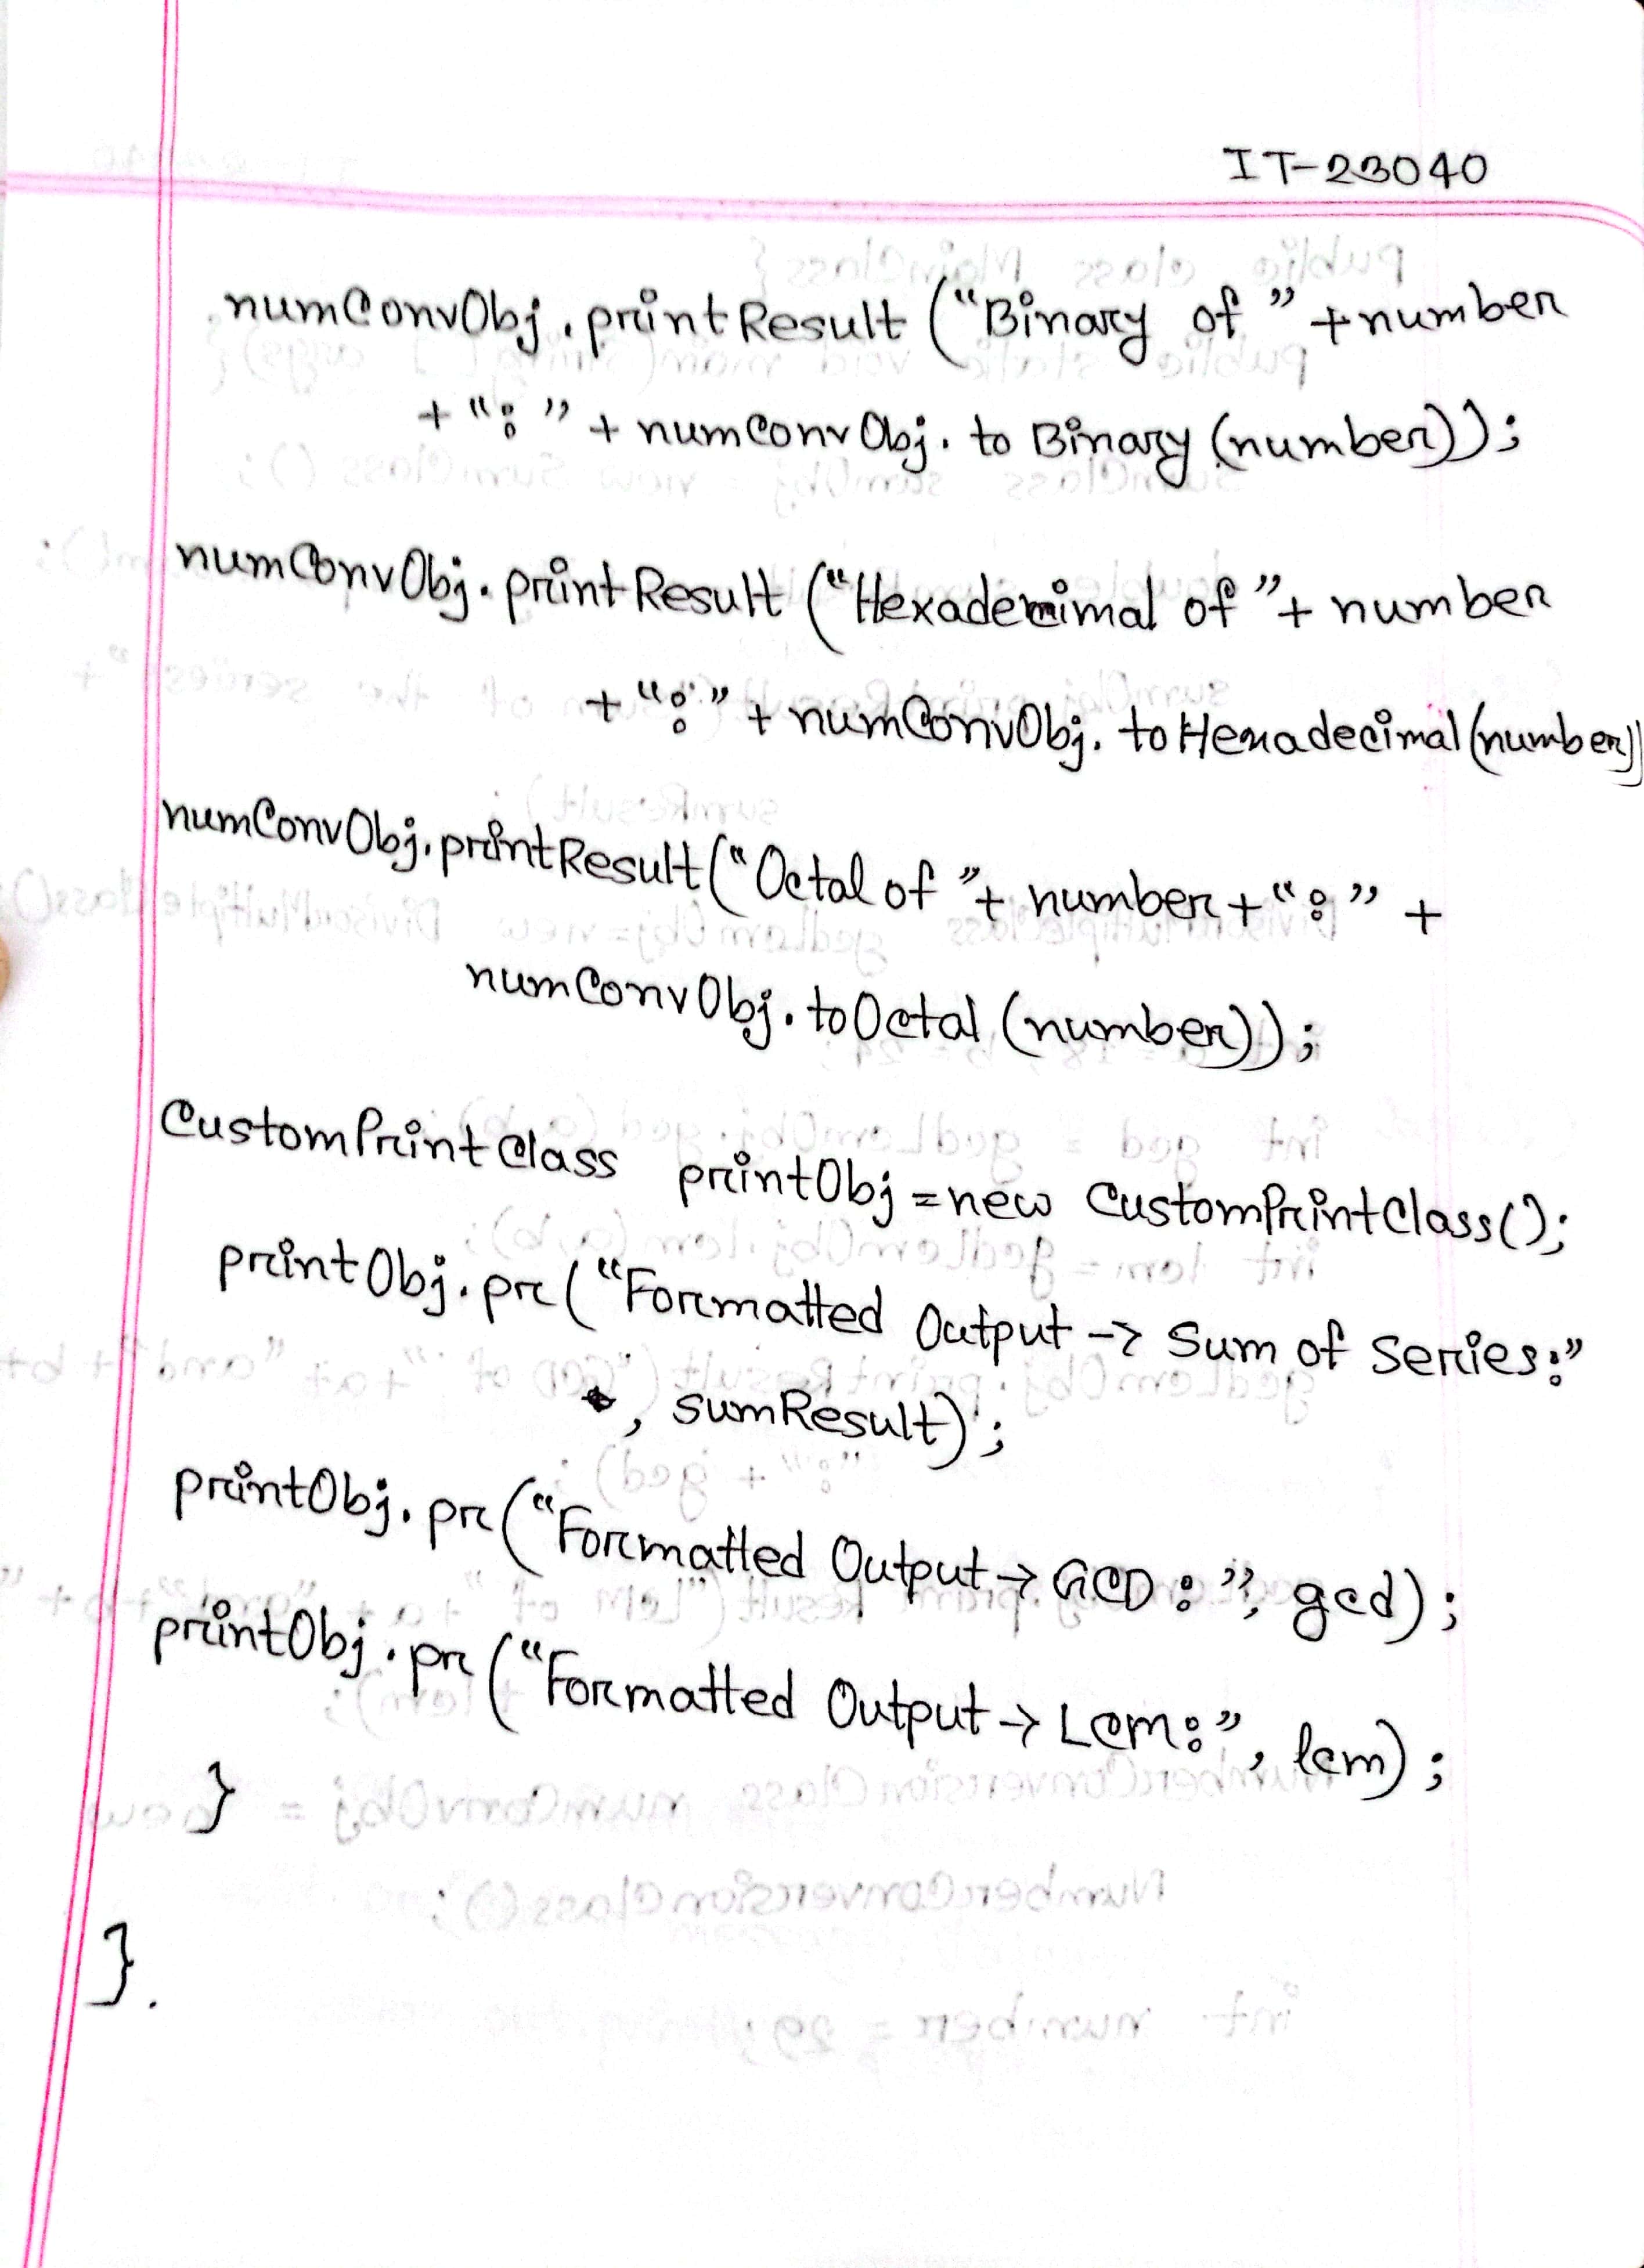 IT-23040
numConvObj.printResult ("Binary of " + number
+ ": " + numConvObj.toBinary (number));
numConvObj.printResult ("Hexadecimal of " + number
+ ":" + numConvObj.toHexadecimal (number))
numConvObj.printResult ("Octal of " + number + ": " +
numConvObj.toOctal (number));
CustomPrintClass printObj = new CustomPrintClass();
printObj.pr ("Formatted Output -> Sum of Series:"
, sumResult);
printObj.pr ("Formatted Output -> GCD : ", gcd);
printObj.pr ("Formatted Output -> Lcm:", lcm);
}
}.